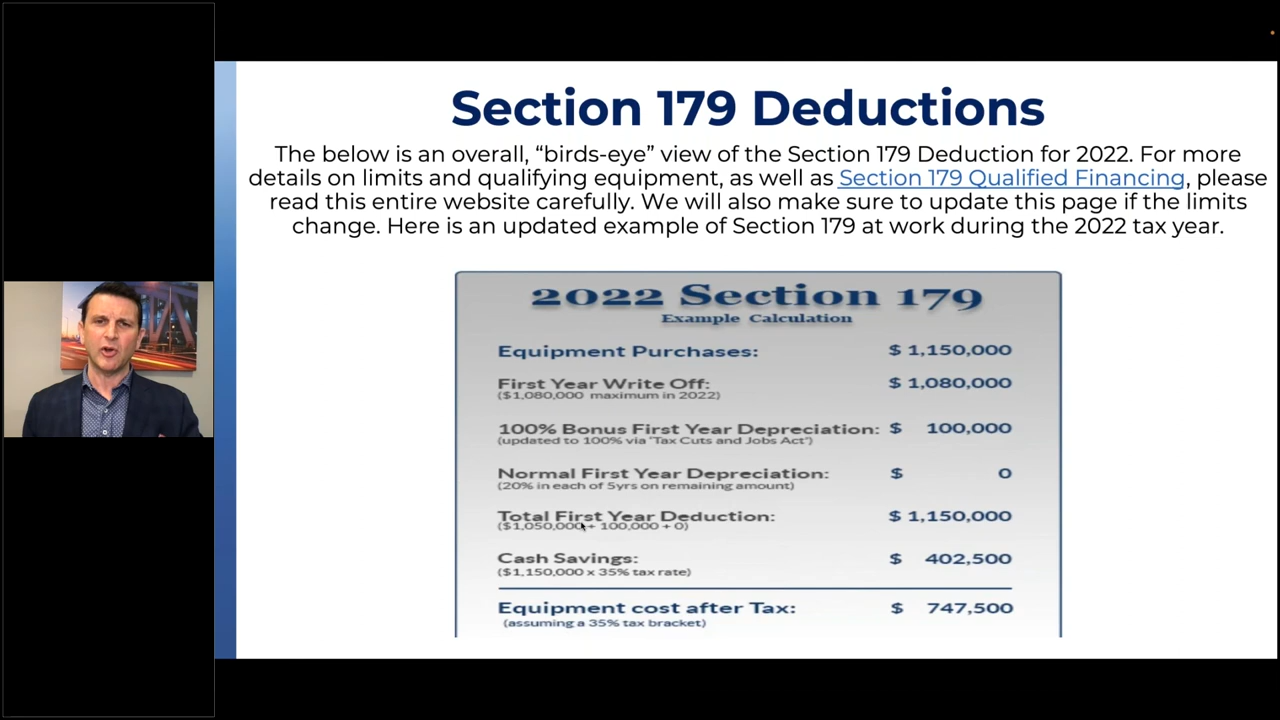 Section 179 Deductions
The below is an overall, “birds-eye” view of the Section 179 Deduction for 2022. For more
details on limits and qualifying equipment, as well as Section 179 Qualified Financing, please
read this entire website carefully. We will also make sure to update this page if the limits
change. Here is an updated example of Section 179 at work during the 2022 tax year.
2022 Section 179
Example Calculation
Equipment Purchases: $ 1,150,000
First Year Write Off: $ 1,080,000
($1,080,000 maximum in 2022)
100% Bonus First Year Depreciation: $ 100,000
(updated to 100% via 'Tax Cuts and Jobs Act')
Normal First Year Depreciation: $ 0
(20% in each of 5yrs on remaining amount)
Total First Year Deduction: $ 1,150,000
($1,050,000 + 100,000 + 0)
Cash Savings: $ 402,500
($1,150,000 x 35% tax rate)
Equipment cost after Tax: $ 747,500
(assuming a 35% tax bracket)